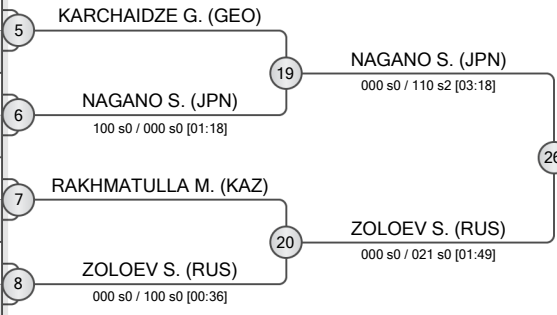 KARCHAIDZE G. (GEO)
5
19
NAGANO S. (JPN)
000 s0 / 110 s2 [03:18]
NAGANO S. (JPN)
6
100 s0 / 000 s0 [01:18]
26
RAKHMATULLA M. (KAZ)
7
20
ZOLOEV S. (RUS)
000 s0 / 021 s0 [01:49]
ZOLOEV S. (RUS)
8
000 s0 / 100 s0 [00:36]